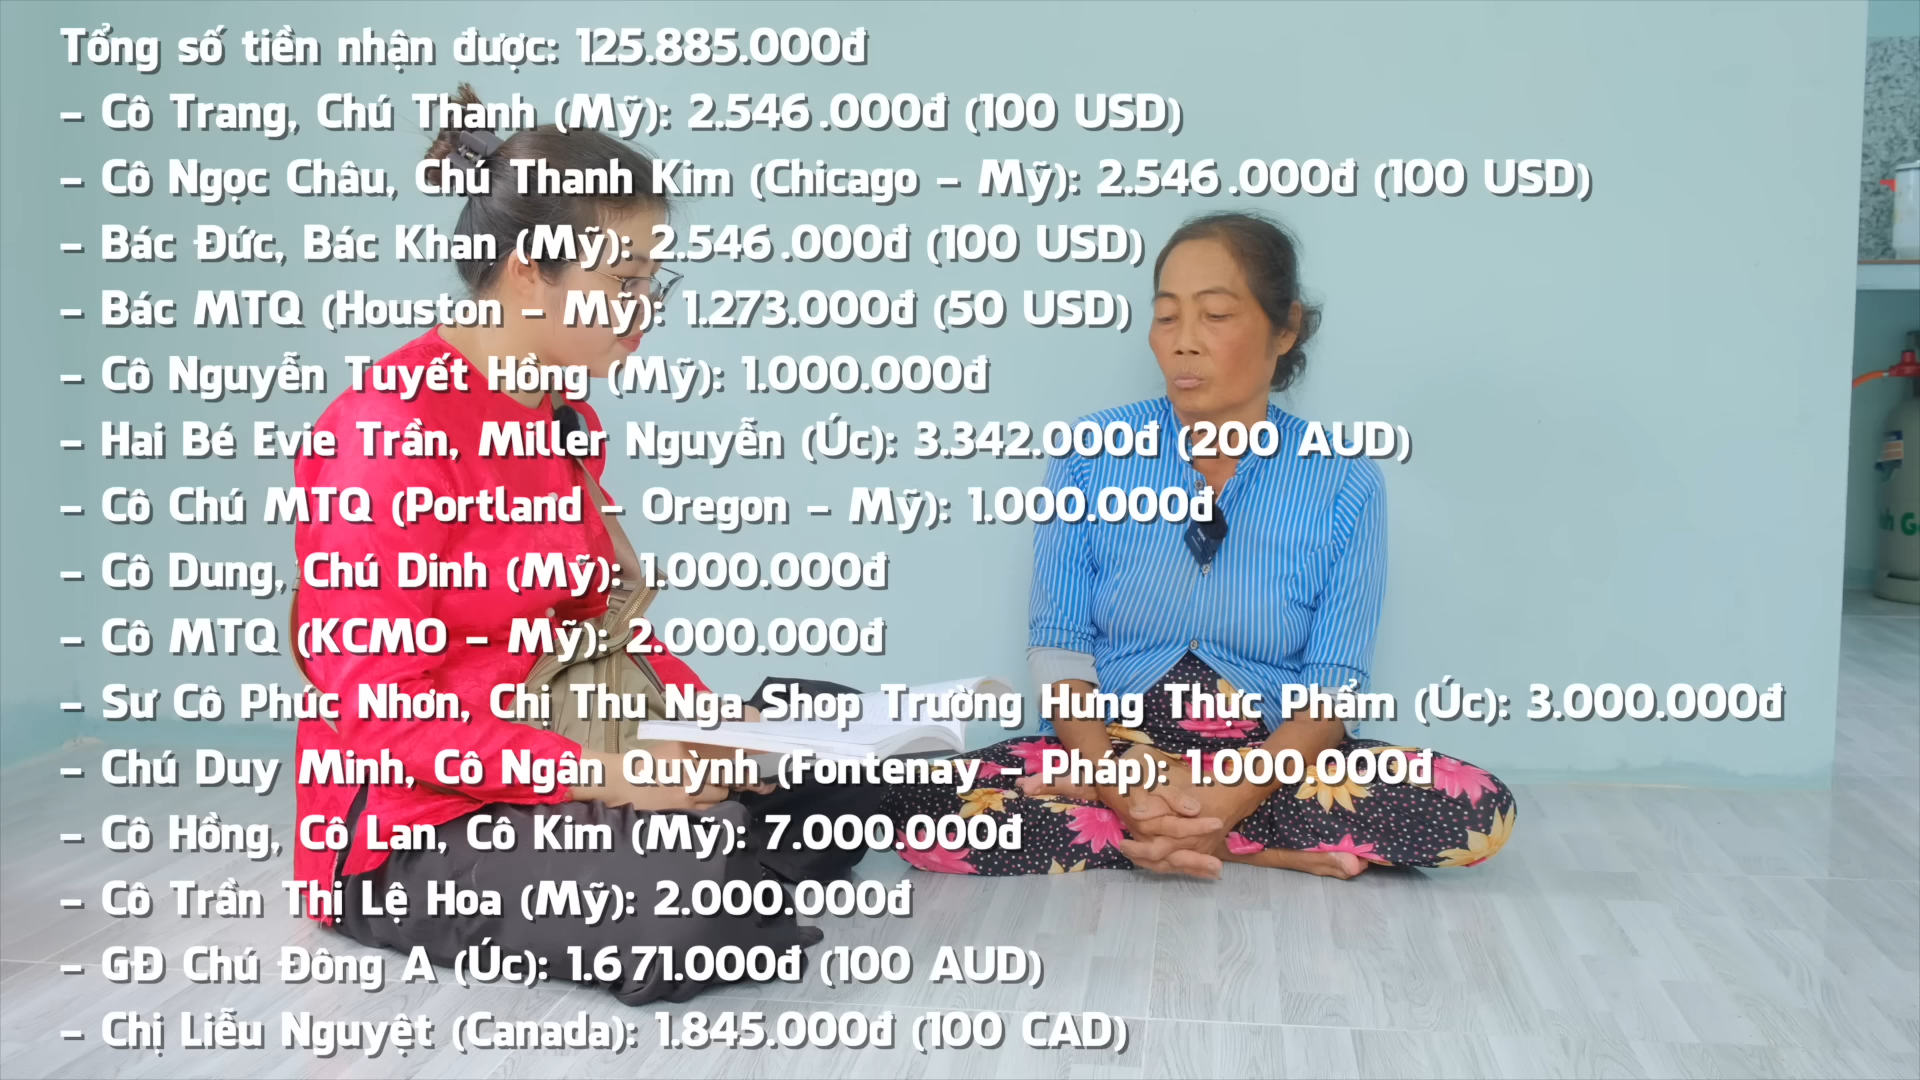 Tổng số tiền nhận được: 125.885.000đ
- Cô Trang, Chú Thanh (Mỹ): 2.546.000đ (100 USD)
- Cô Ngọc Châu, Chú Thanh Kim (Chicago - Mỹ): 2.546.000đ (100 USD)
- Bác Đức, Bác Khan (Mỹ): 2.546.000đ (100 USD)
- Bác MTQ (Houston - Mỹ): 1.273.000đ (50 USD)
- Cô Nguyễn Tuyết Hồng (Mỹ): 1.000.000đ
- Hai Bé Evie Trần, Miller Nguyễn (Úc): 3.342.000đ (200 AUD)
- Cô Chú MTQ (Portland - Oregon - Mỹ): 1.000.000đ
- Cô Dung, Chú Dinh (Mỹ): 1.000.000đ
- Cô MTQ (KCMO - Mỹ): 2.000.000đ
- Sư Cô Phúc Nhơn, Chị Thu Nga Shop Trường Hưng Thực Phẩm (Úc): 3.000.000đ
- Chú Duy Minh, Cô Ngân Quỳnh (Fontenay - Pháp): 1.000.000đ
- Cô Hồng, Cô Lan, Cô Kim (Mỹ): 7.000.000đ
- Cô Trần Thị Lệ Hoa (Mỹ): 2.000.000đ
- GĐ Chú Đông A (Úc): 1.671.000đ (100 AUD)
- Chị Liễu Nguyệt (Canada): 1.845.000đ (100 CAD)